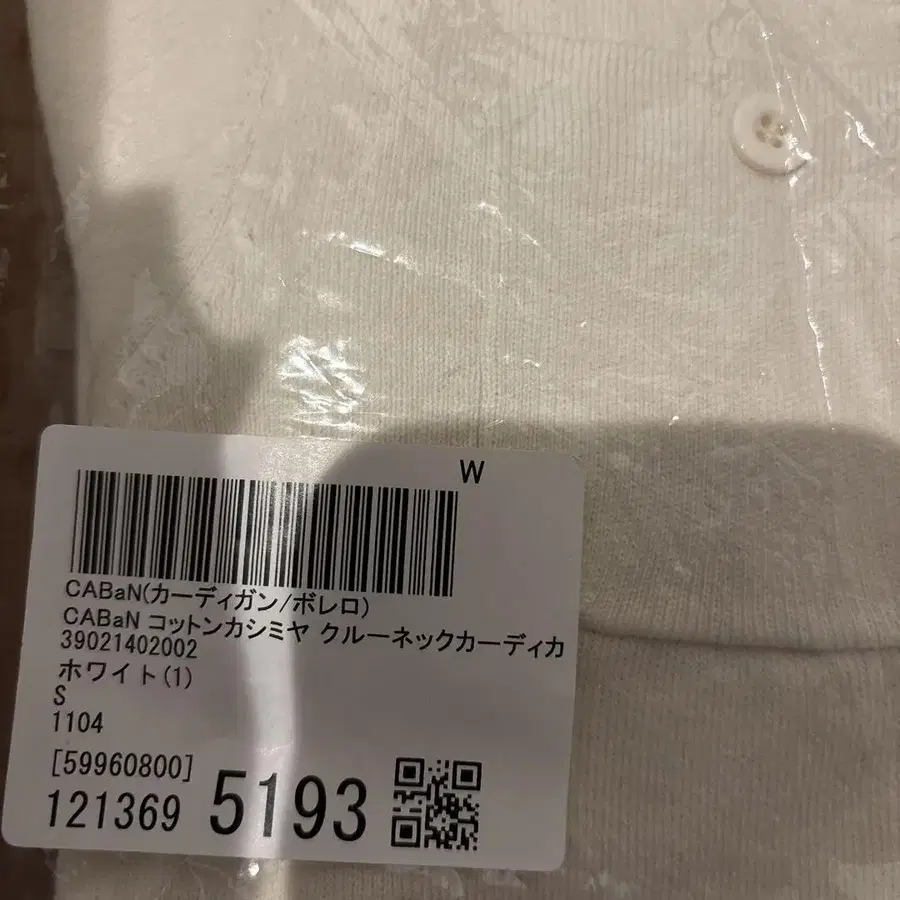 W
CABaN(カーディガン/ボレロ)
CABaN コットンカシミヤ クルーネックカーディカ
39021402002
ホワイト(1)
S
1104
[59960800]
121369 5193